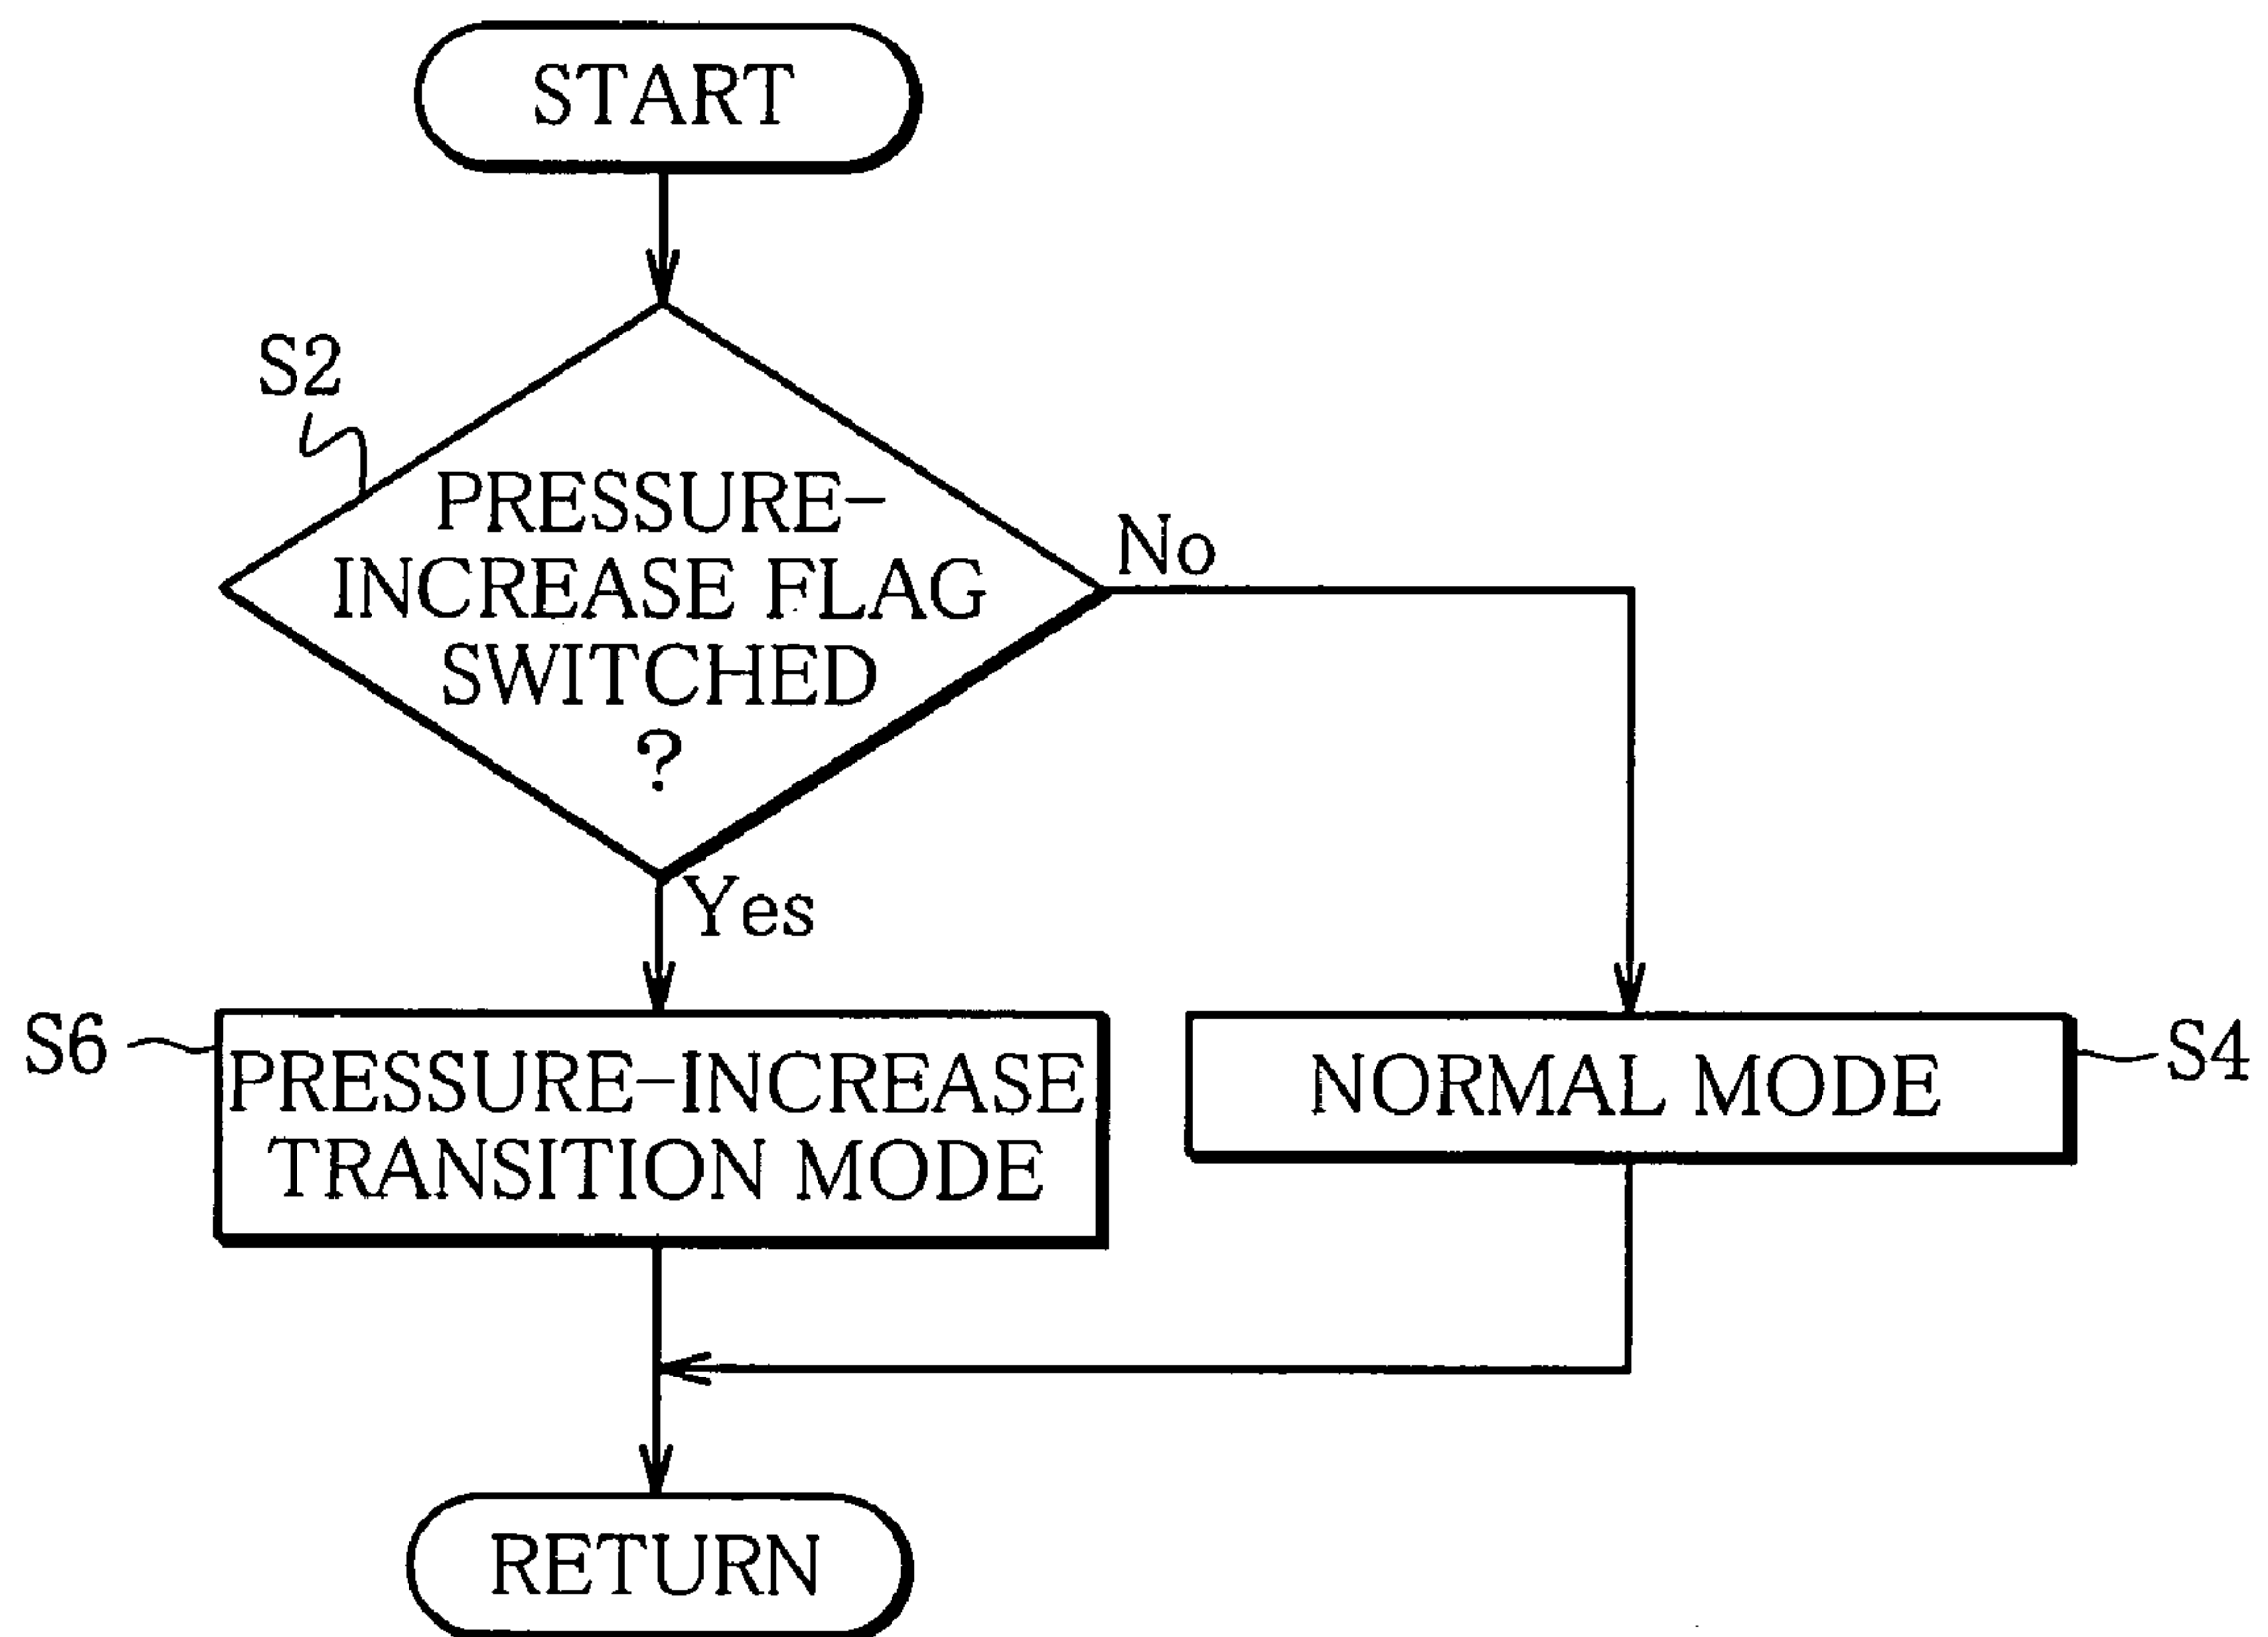 START
S2
PRESSURE-
INCREASE FLAG
SWITCHED
?
No
Yes
S6
PRESSURE-INCREASE
TRANSITION MODE
NORMAL MODE
S4
RETURN